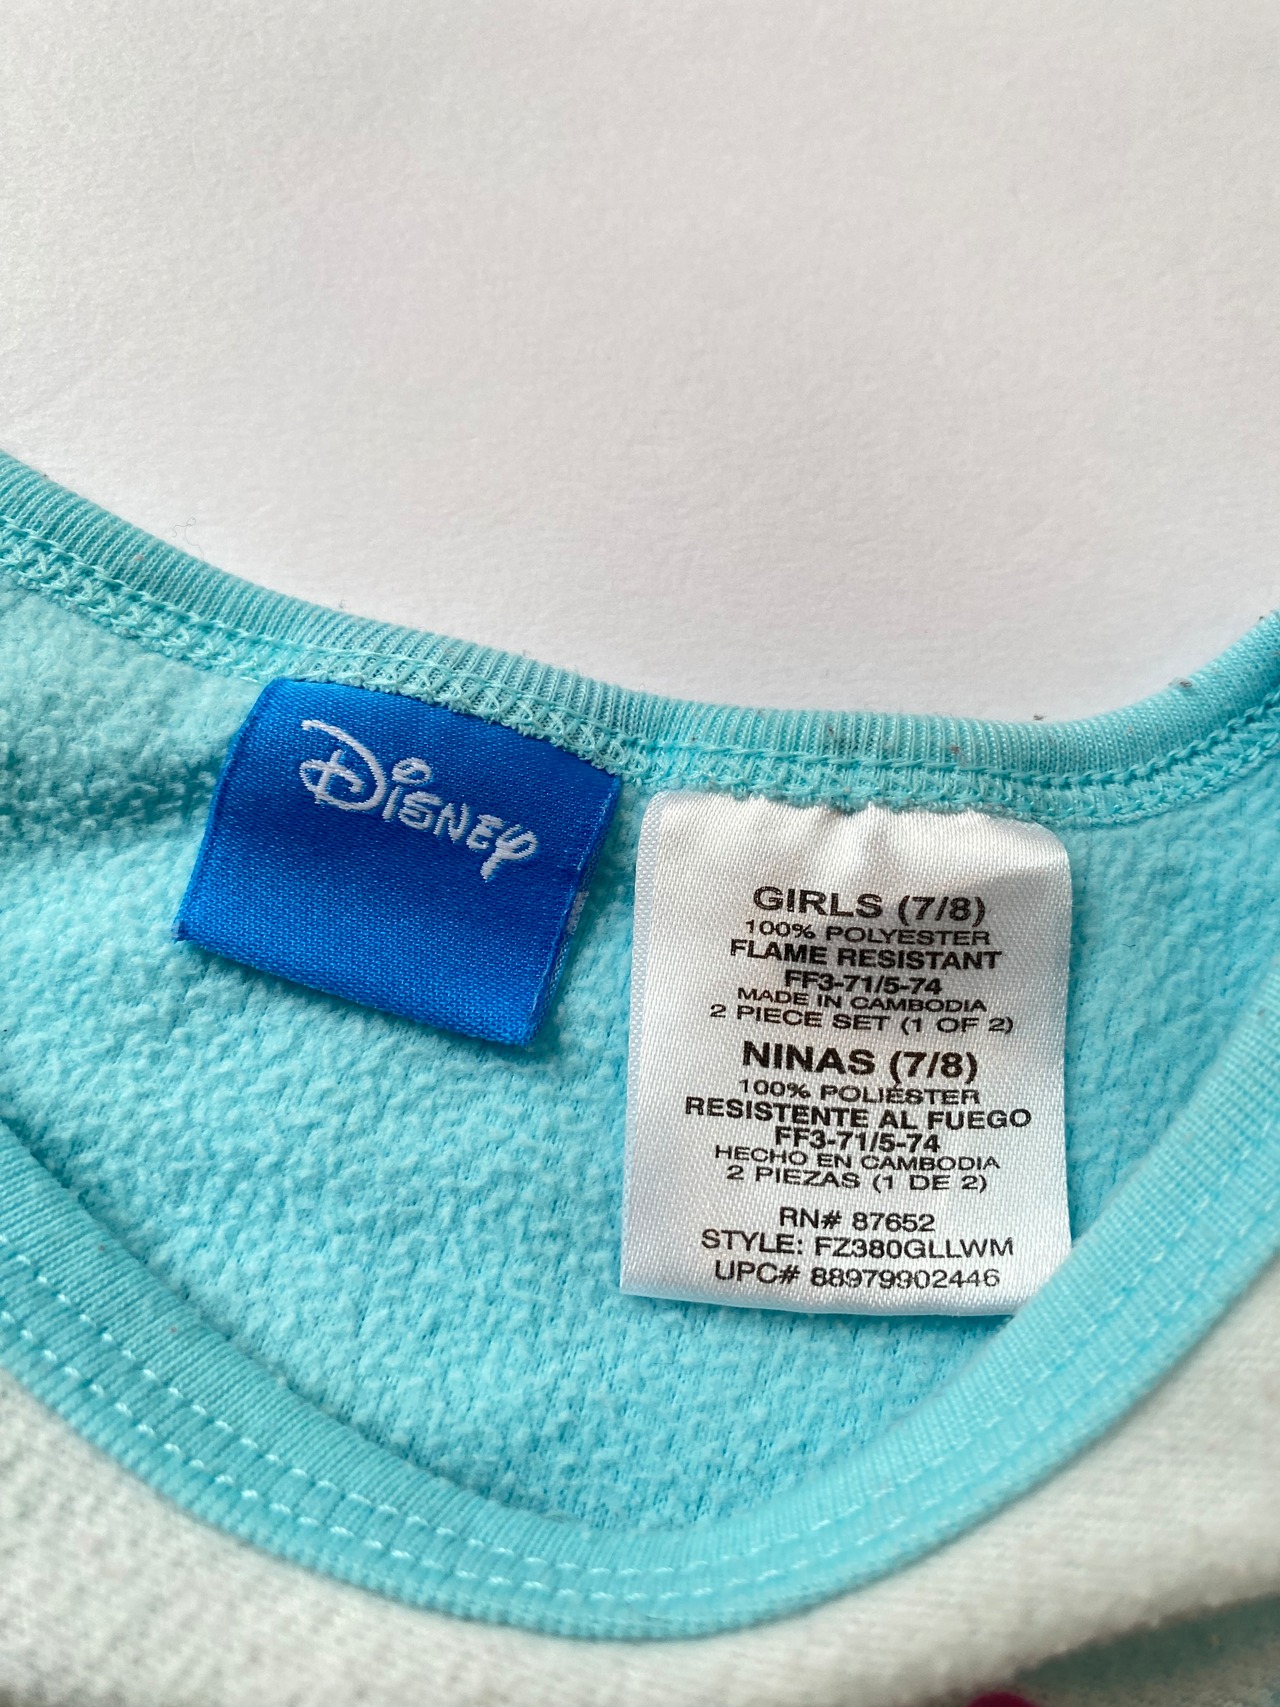 Disney
GIRLS (7/8)
100% POLYESTER
FLAME RESISTANT
FF3-71/5-74
MADE IN CAMBODIA
2 PIECE SET (1 OF 2)
NINAS (7/8)
100% POLIÉSTER
RESISTENTE AL FUEGO
FF3-71/5-74
HECHO EN CAMBODIA
2 PIEZAS (1 DE 2)
RN# 87652
STYLE: FZ380GLLWM
UPC# 88979902446